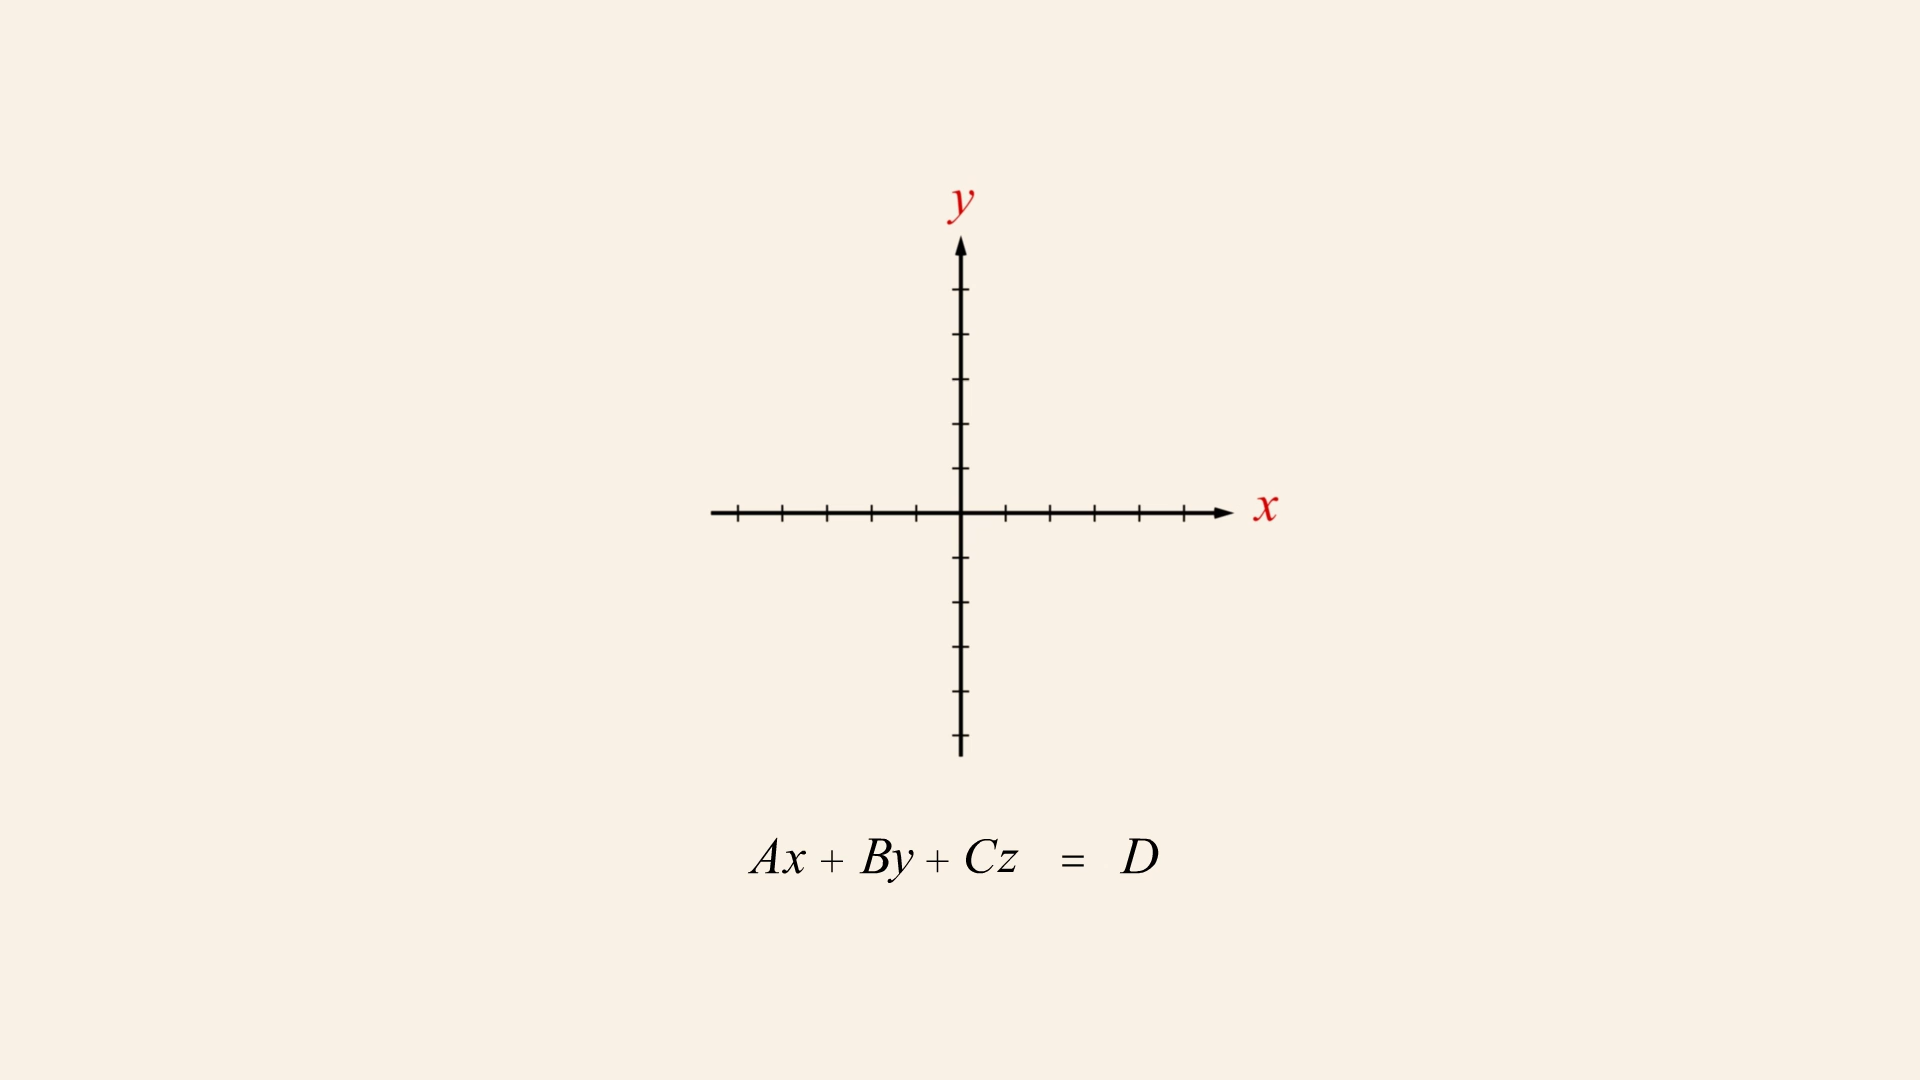 y
x
Ax + By + Cz = D